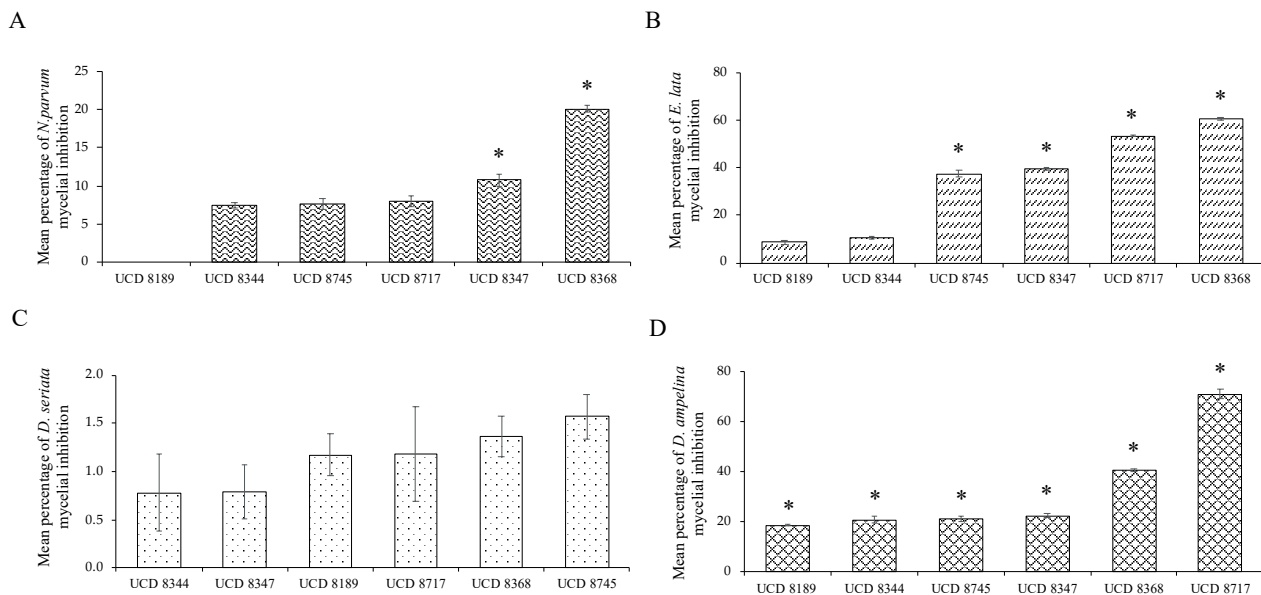 A
Mean percentage of N.parvum
mycelial inhibition
25
20
15
10
5
0
*
*
UCD 8189 UCD 8344 UCD 8745 UCD 8717 UCD 8347 UCD 8368
B
Mean percentage of E. lata
mycelial inhibition
80
60
40
20
0
*
*
*
*
UCD 8189 UCD 8344 UCD 8745 UCD 8347 UCD 8717 UCD 8368
C
Mean percentage of D. seriata
mycelial inhibition
2.0
1.5
1.0
0.5
0.0
UCD 8344 UCD 8347 UCD 8189 UCD 8717 UCD 8368 UCD 8745
D
Mean percentage of D. ampelina
mycelial inhibition
80
60
40
20
0
*
*
*
*
*
*
UCD 8189 UCD 8344 UCD 8745 UCD 8347 UCD 8368 UCD 8717